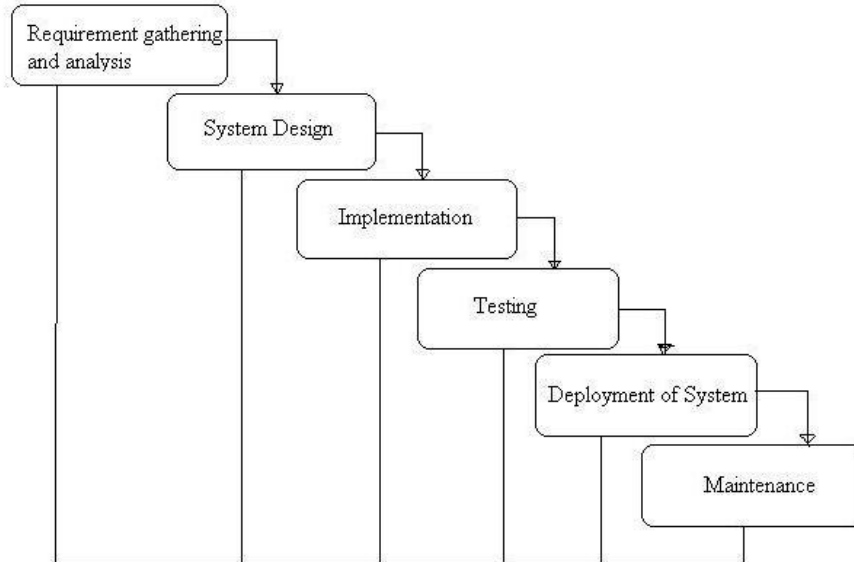 Requirement gathering
and analysis
System Design
Implementation
Testing
Deployment of System
Maintenance